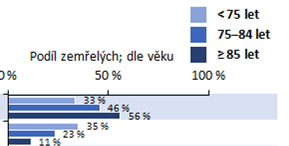 < 75 let
75–84 let
≥ 85 let
Podíl zemřelých; dle věku
0 % 50 % 100 %
33 %
46 %
56 %
35 %
23 %
11 %